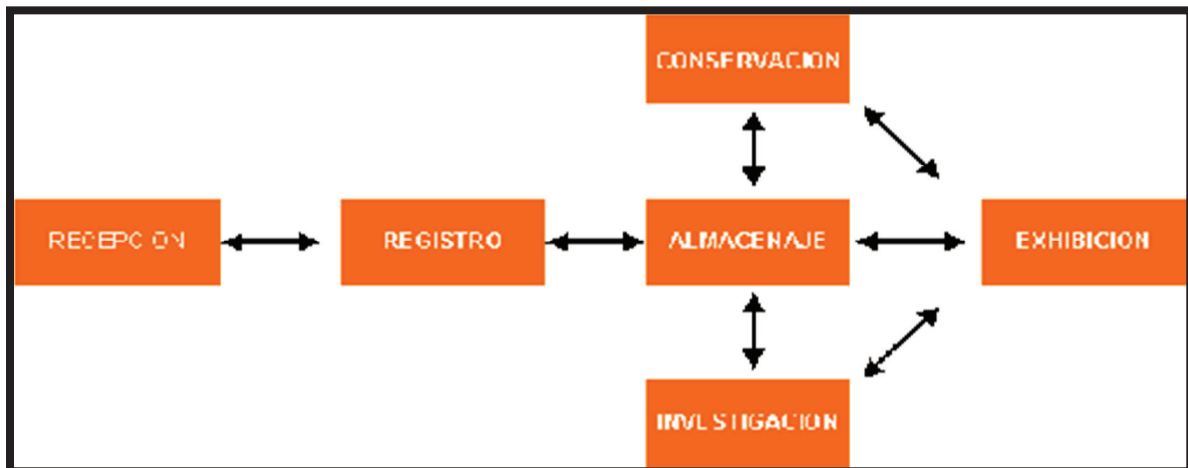 CONSERVACION
RECEPCION
REGISTRO
ALMACENAJE
EXHIBICION
INVESTIGACION